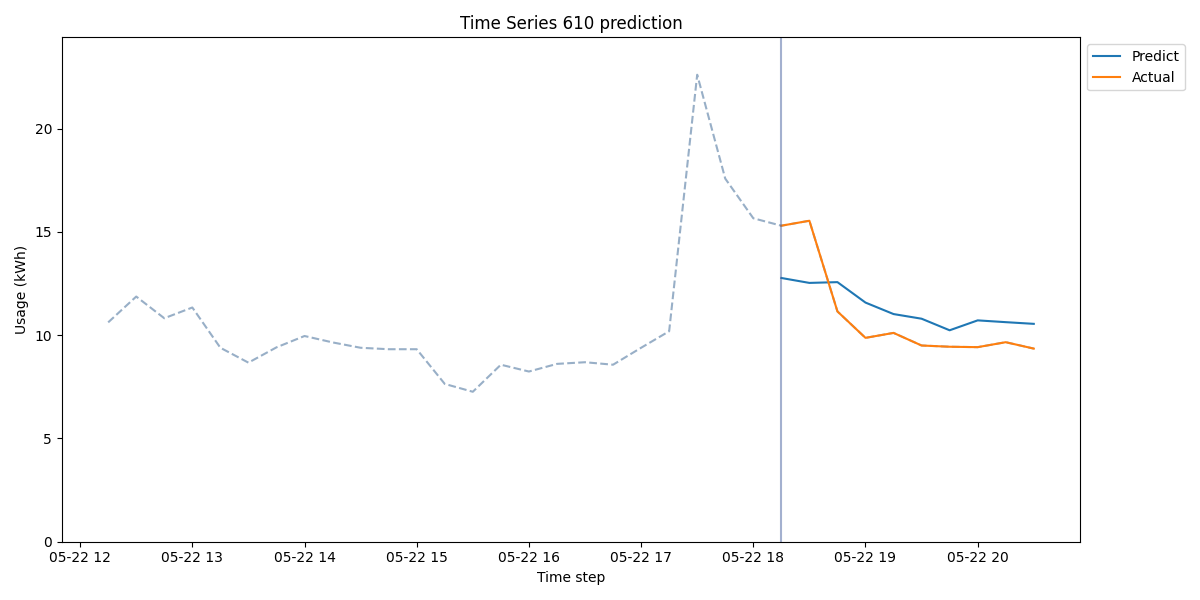 Time Series 610 prediction
Predict
Actual
Usage (kWh)
20
15
10
5
0
05-22 12 05-22 13 05-22 14 05-22 15 05-22 16 05-22 17 05-22 18 05-22 19 05-22 20
Time step